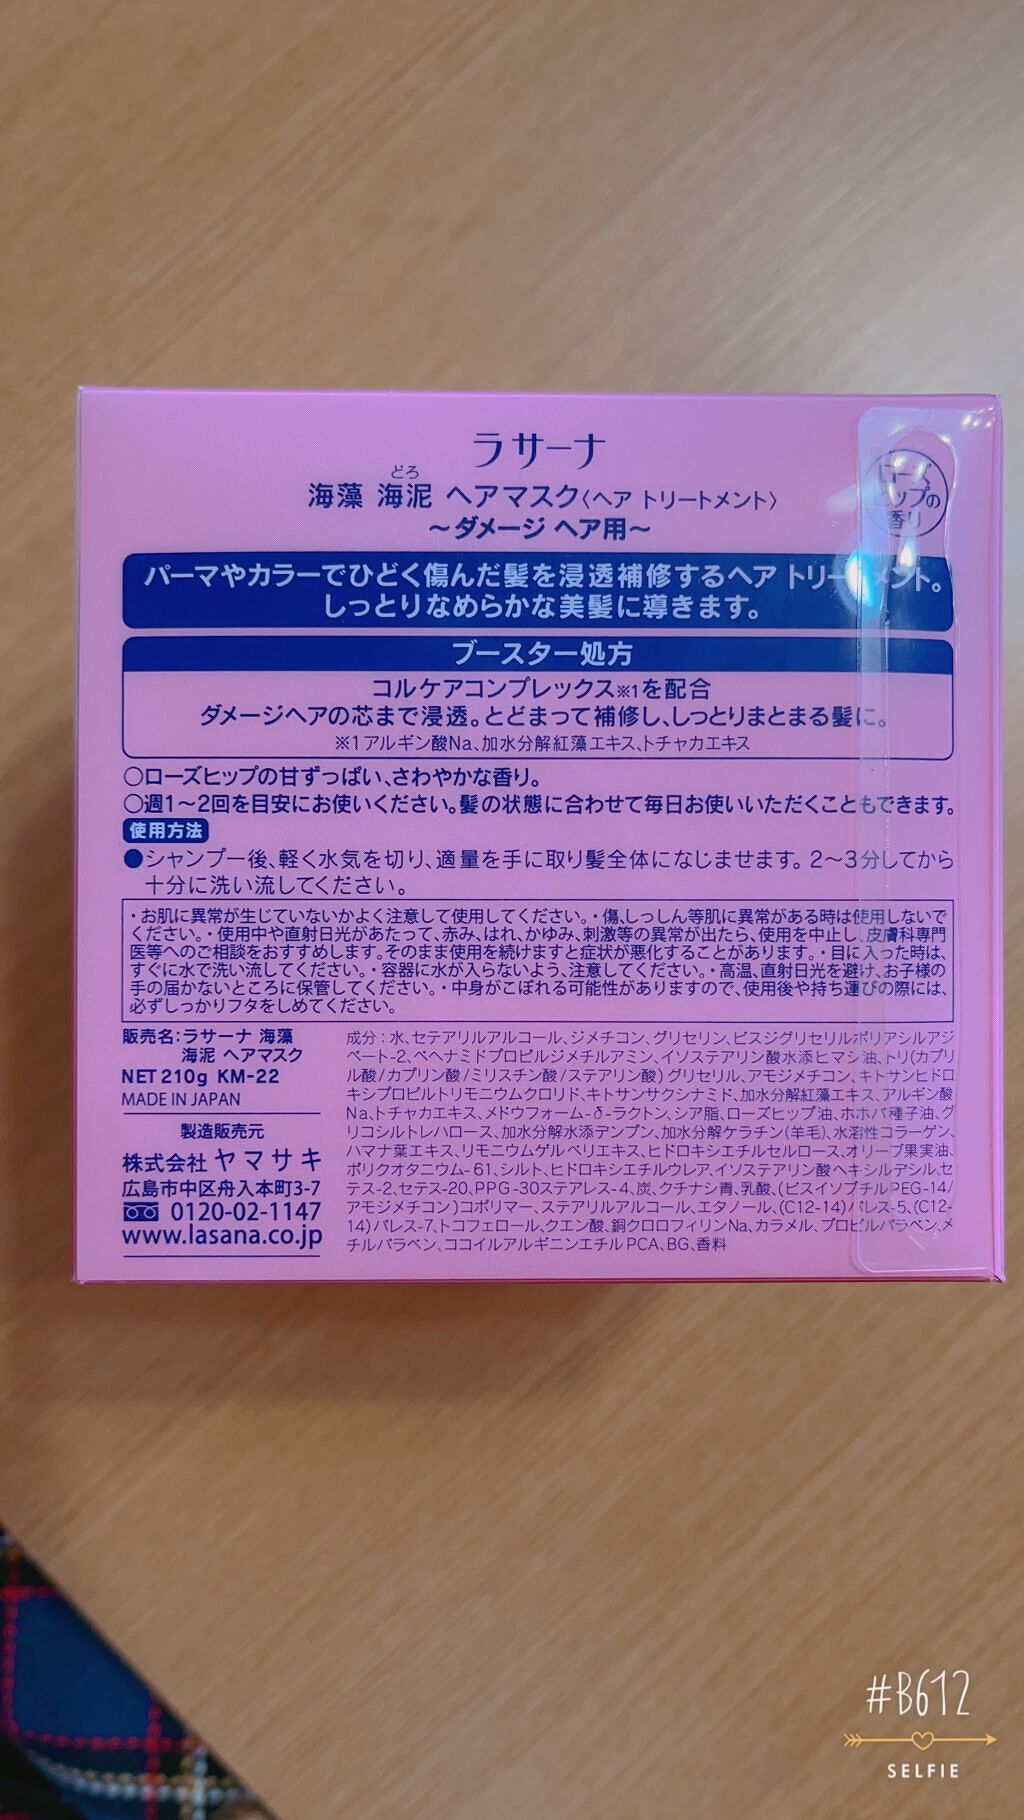 ラサーナ
どろ
海藻 海泥 ヘアマスク〈ヘア トリートメント〉
～ダメージ ヘア用～
ローズ
ヒップの
香り
パーマやカラーでひどく傷んだ髪を浸透補修するヘア トリートメント。
しっとりなめらかな美髪に導きます。
ブースター処方
コルケアコンプレックス※1を配合
ダメージヘアの芯まで浸透。とどまって補修し、しっとりまとまる髪に。
※1 アルギン酸Na、加水分解紅藻エキス、トチャカエキス
○ローズヒップの甘ずっぱい、さわやかな香り。
○週1～2回を目安にお使いください。髪の状態に合わせて毎日お使いいただくこともできます。
使用方法
●シャンプー後、軽く水気を切り、適量を手に取り髪全体になじませます。2～3分してから
十分に洗い流してください。
・お肌に異常が生じていないかよく注意して使用してください。・傷、しっしん等肌に異常がある時は使用しないで
ください。・使用中や直射日光があたって、赤み、はれ、かゆみ、刺激等の異常が出たら、使用を中止し、皮膚科専門
医等へのご相談をおすすめします。そのまま使用を続けますと症状が悪化することがあります。・目に入った時は、
すぐに水で洗い流してください。・容器に水が入らないよう、注意してください。・高温、直射日光を避け、お子様の
手の届かないところに保管してください。・中身がこぼれる可能性がありますので、使用後や持ち運びの際には、
必ずしっかりフタをしめてください。
販売名：ラサーナ 海藻
海泥 ヘアマスク
NET 210g KM-22
MADE IN JAPAN
製造販売元
株式会社 ヤマサキ
広島市中区舟入本町3-7
0120-02-1147
www.lasana.co.jp
成分：水、セテアリルアルコール、ジメチコン、グリセリン、ビスジグリセリルポリアシルアジ
ペート-2、ベヘナミドプロピルジメチルアミン、イソステアリン酸水添ヒマシ油、トリ(カプリ
ル酸/カプリン酸/ミリスチン酸/ステアリン酸)グリセリル、アモジメチコン、キトサンヒドロ
キシプロピルトリモニウムクロリド、キトサンサクシナミド、加水分解紅藻エキス、アルギン酸
Na、トチャカエキス、メドウフォーム-δ-ラクトン、シア脂、ローズヒップ油、ホホバ種子油、グ
リコシルトレハロース、加水分解水添デンプン、加水分解ケラチン(羊毛)、水溶性コラーゲン、
ハマナ葉エキス、リモニウムゲルベリエキス、ヒドロキシエチルセルロース、オリーブ果実油、
ポリクオタニウム-61、シルト、ヒドロキシエチルウレア、イソステアリン酸ヘキシルデシル、セ
テス-2、セテス-20、PPG-30ステアレス-4、炭、クチナシ青、乳酸、(ビスイソブチルPEG-14/
アモジメチコン)コポリマー、ステアリルアルコール、エタノール、(C12-14)パレス-5、(C12-
14)パレス-7、トコフェロール、クエン酸、銅クロロフィリンNa、カラメル、プロピルパラベン、メ
チルパラベン、ココイルアルギニンエチルPCA、BG、香料
#B612
SELFIE